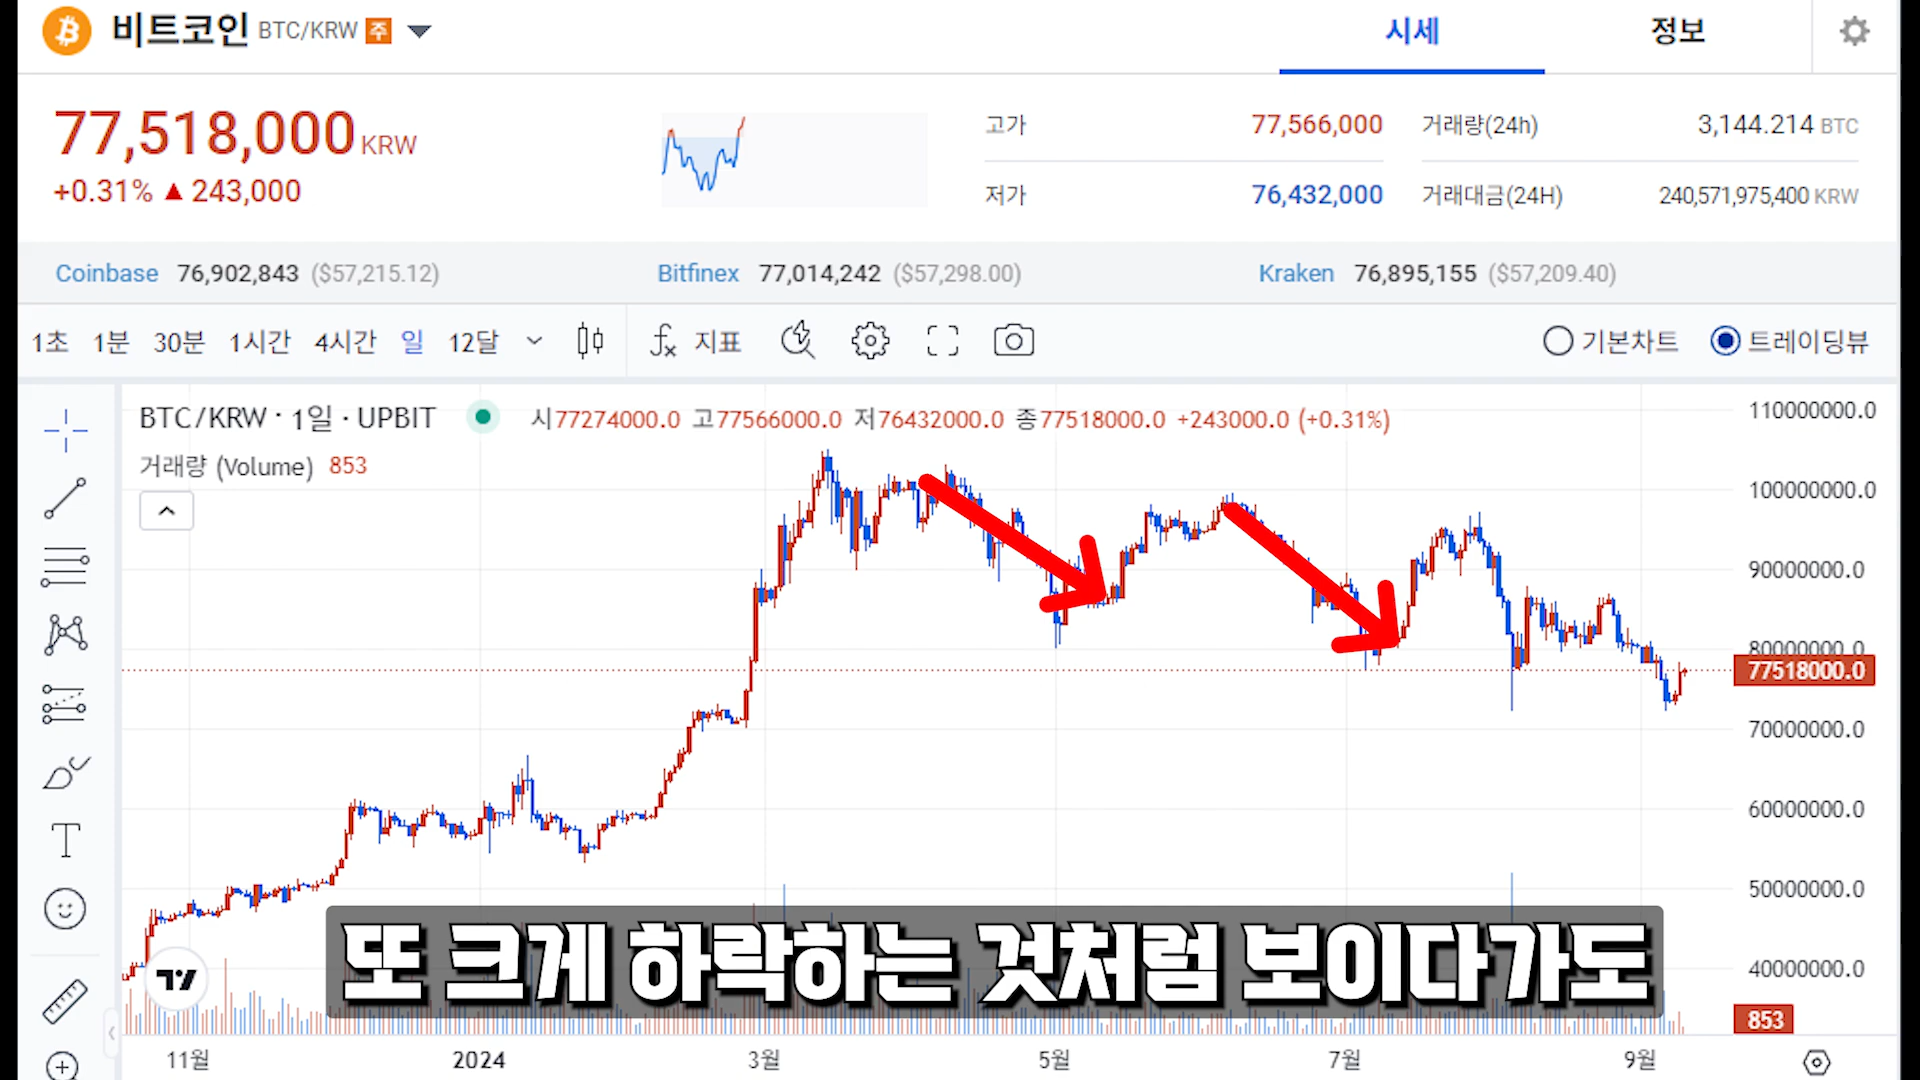 비트코인 BTC/KRW 주
시세
정보
77,518,000 KRW
+0.31% ▲ 243,000
고가 77,566,000
거래량(24h) 3,144.214 BTC
저가 76,432,000
거래대금(24H) 240,571,975,400 KRW
Coinbase 76,902,843 ($57,215.12)
Bitfinex 77,014,242 ($57,298.00)
Kraken 76,895,155 ($57,209.40)
1초 1분 30분 1시간 4시간 일 12달
지표
기본차트
트레이딩뷰
BTC/KRW · 1일 · UPBIT
시77274000.0 고77566000.0 저76432000.0 종77518000.0 +243000.0 (+0.31%)
거래량 (Volume) 853
110000000.0
100000000.0
90000000.0
80000000.0
77518000.0
70000000.0
60000000.0
50000000.0
40000000.0
853
또 크게 하락하는 것처럼 보이다가도
11월 2024 3월 5월 7월 9월